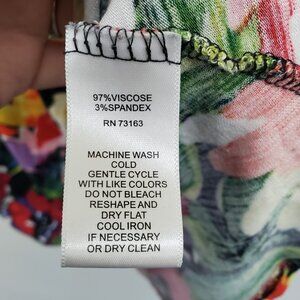 97%VISCOSE
3%SPANDEX
RN 73163
MACHINE WASH
COLD
GENTLE CYCLE
WITH LIKE COLORS
DO NOT BLEACH
RESHAPE AND
DRY FLAT
COOL IRON
IF NECESSARY
OR DRY CLEAN